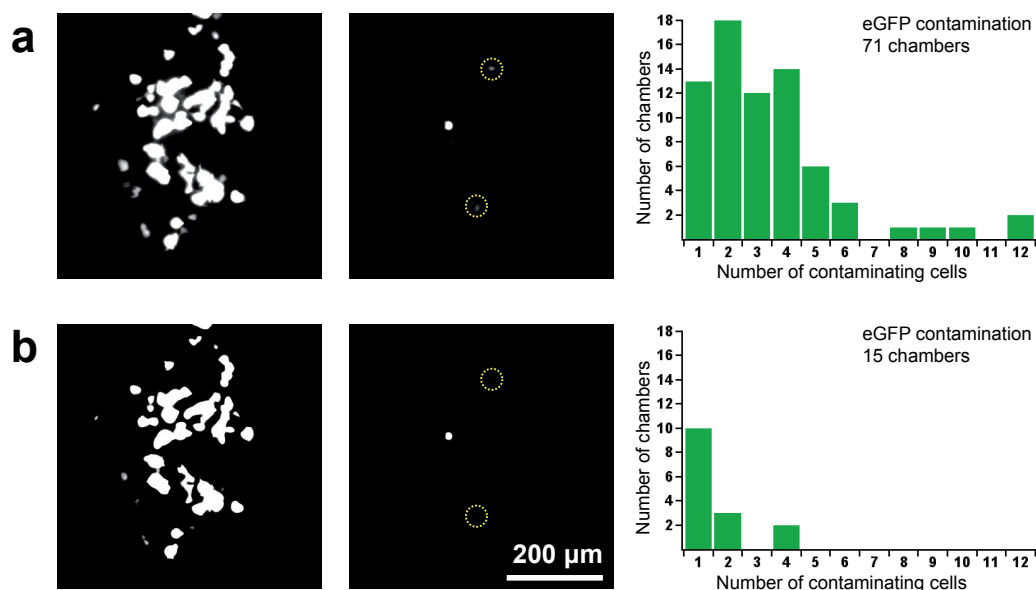 a
eGFP contamination
71 chambers
Number of chambers
18
16
14
12
10
8
6
4
2
1 2 3 4 5 6 7 8 9 10 11 12
Number of contaminating cells
b
200 µm
eGFP contamination
15 chambers
Number of chambers
18
16
14
12
10
8
6
4
2
1 2 3 4 5 6 7 8 9 10 11 12
Number of contaminating cells